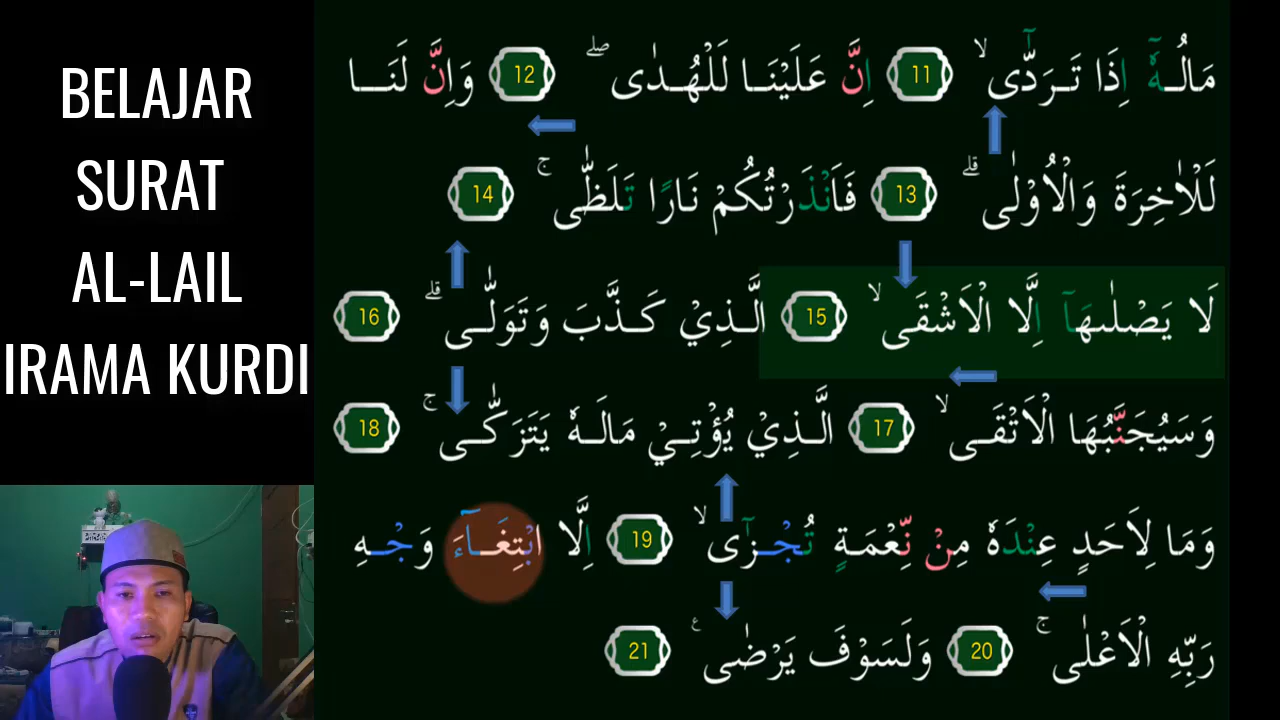 BELAJAR
SURAT
AL-LAIL
IRAMA KURDI
مَالُهٗٓ اِذَا تَرَدّٰىٓ ۙ 11 اِنَّ عَلَيْنَا لَلْهُدٰى ۖ 12 وَاِنَّ لَنَا
لَلْاٰخِرَةَ وَالْاُوْلٰى ۗ 13 فَاَنْذَرْتُكُمْ نَارًا تَلَظّٰى ۚ 14
لَا يَصْلٰىهَآ اِلَّا الْاَشْقَى ۙ 15 الَّذِيْ كَذَّبَ وَتَوَلّٰى ۗ 16
وَسَيُجَنَّبُهَا الْاَتْقَى ۙ 17 الَّذِيْ يُؤْتِيْ مَالَهٗ يَتَزَكّٰى ۚ 18
وَمَا لِاَحَدٍ عِنْدَهٗ مِنْ نِّعْمَةٍ تُجْزٰىٓ ۙ 19 اِلَّا ابْتِغَاۤءَ وَجْهِ
رَبِّهِ الْاَعْلٰى ۚ 20 وَلَسَوْفَ يَرْضٰى ࣖ 21